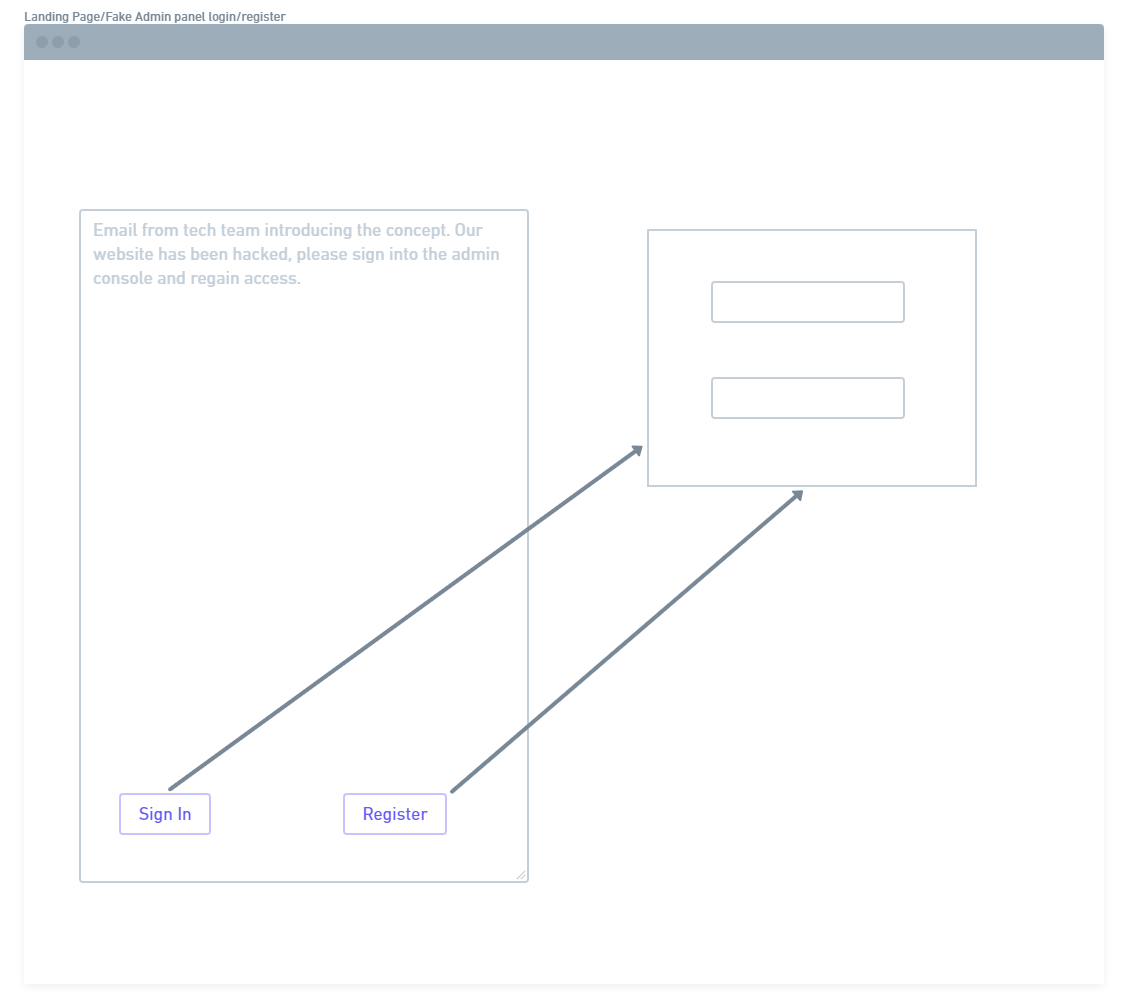 Landing Page/Fake Admin panel login/register
Email from tech team introducing the concept. Our
website has been hacked, please sign into the admin
console and regain access.
Sign In
Register